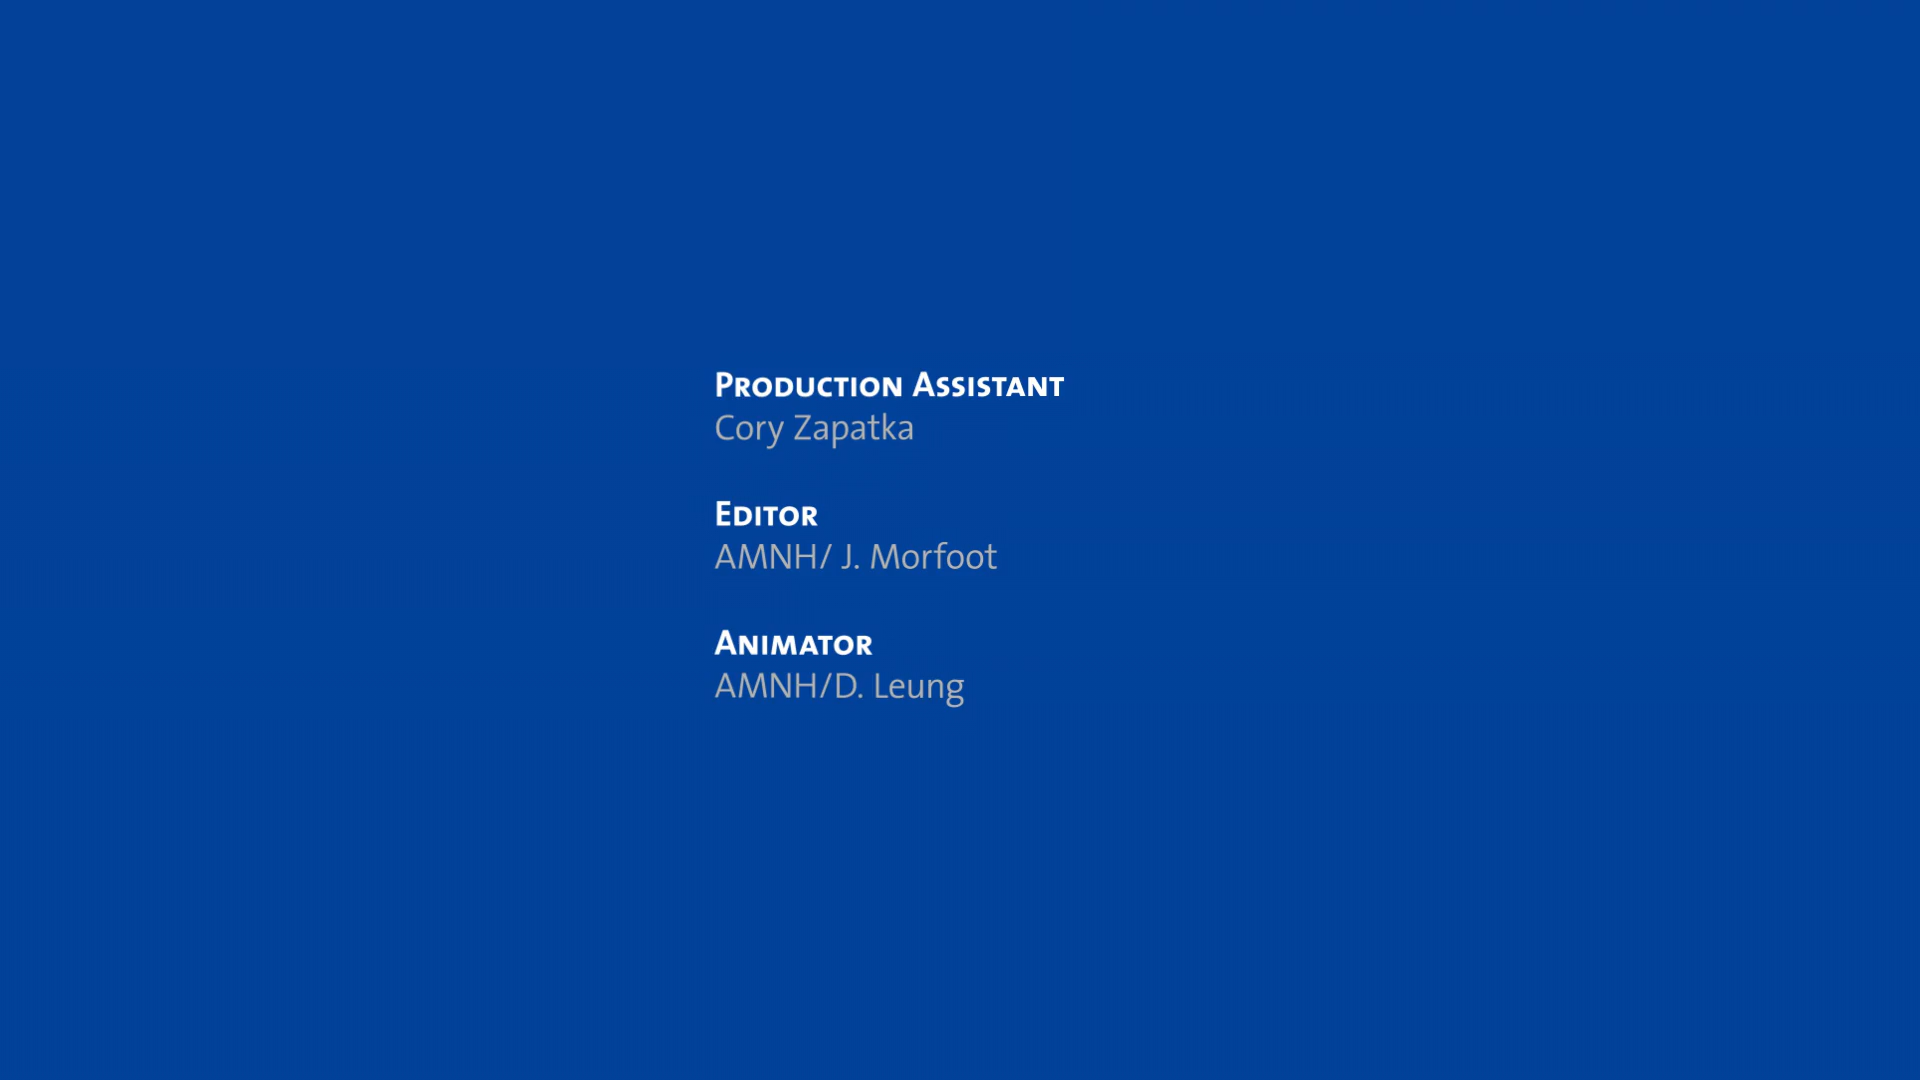 Production Assistant
Cory Zapatka
Editor
AMNH/ J. Morfoot
Animator
AMNH/D. Leung